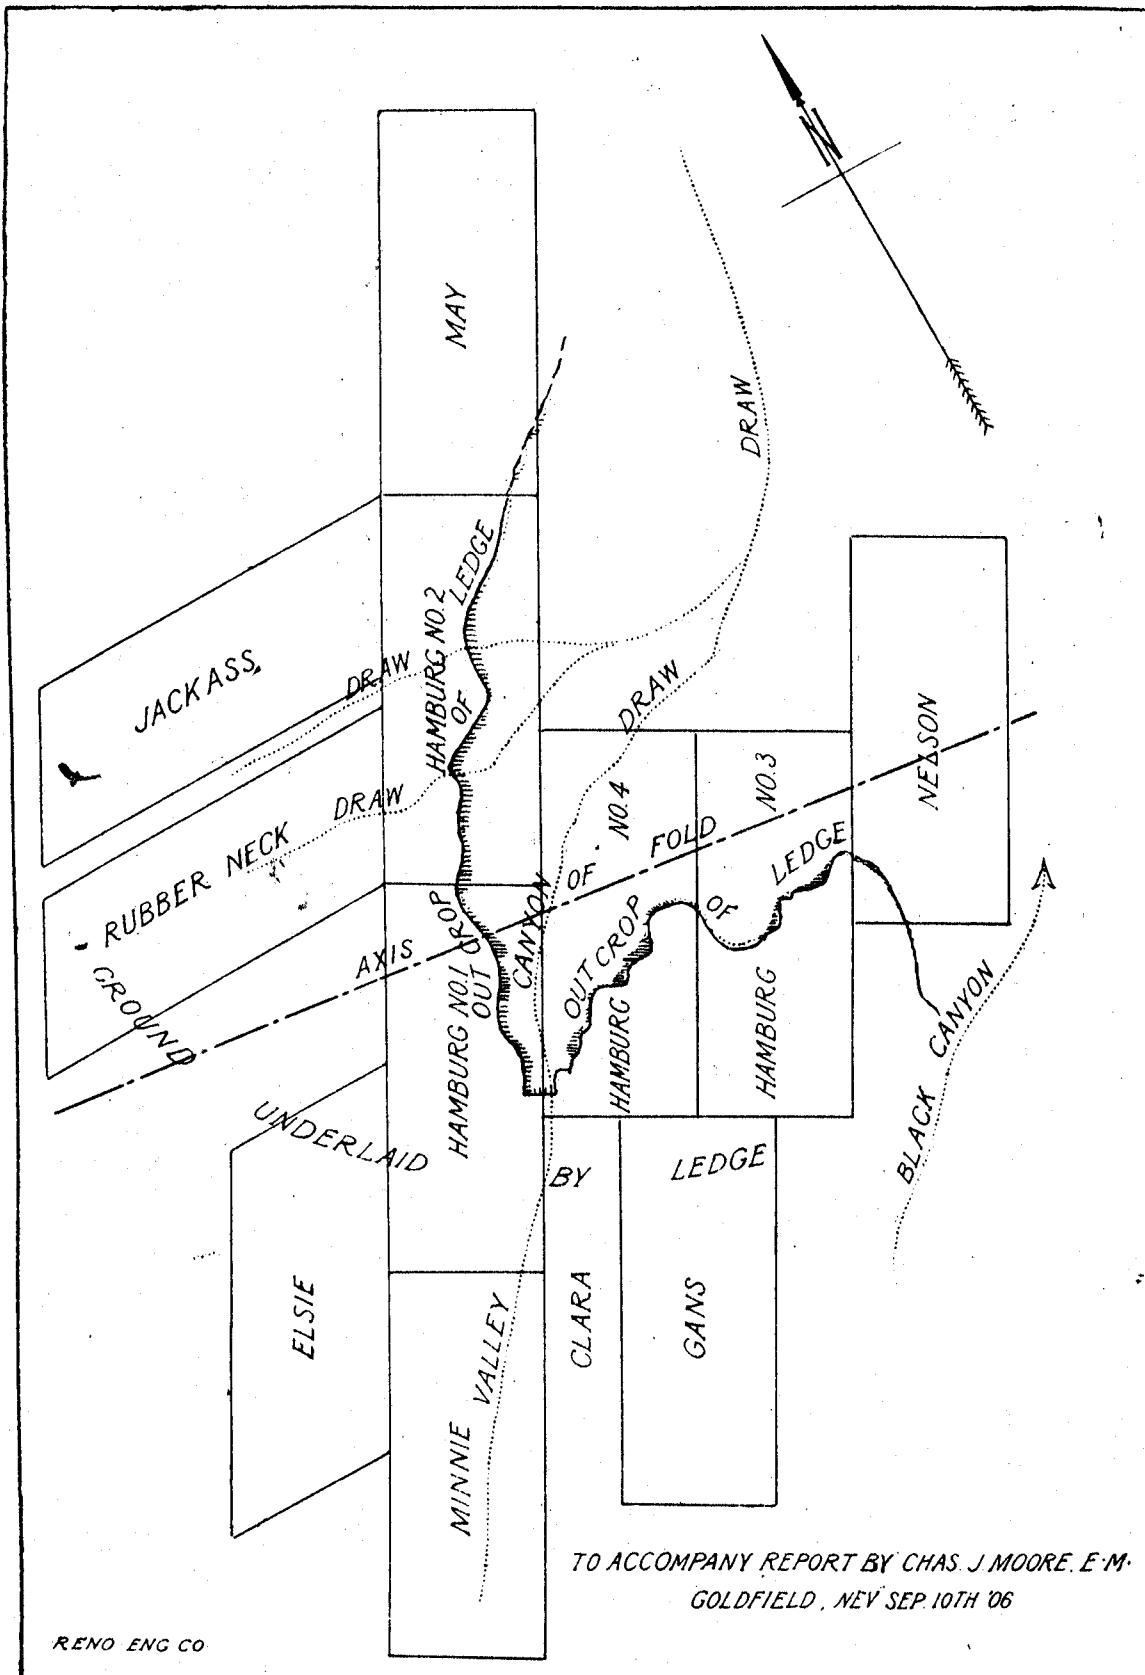 N
MAY
DRAW
LEDGE
HAMBURG NO.2
OF
JACKASS
DRAW
DRAW
NELSON
NO.3
NO.4
DRAW
RUBBER NECK
AXIS OF FOLD
LEDGE
OF
OUT CROP
HAMBURG
HAMBURG
OUT CROP
CANYON
HAMBURG NO.1
GROUND UNDERLAID BY LEDGE
BLACK CANYON
ELSIE
CLARA
GANS
MINNIE
VALLEY
TO ACCOMPANY REPORT BY CHAS. J. MOORE. E.M.
GOLDFIELD, NEV SEP. 10TH '06
RENO ENG CO